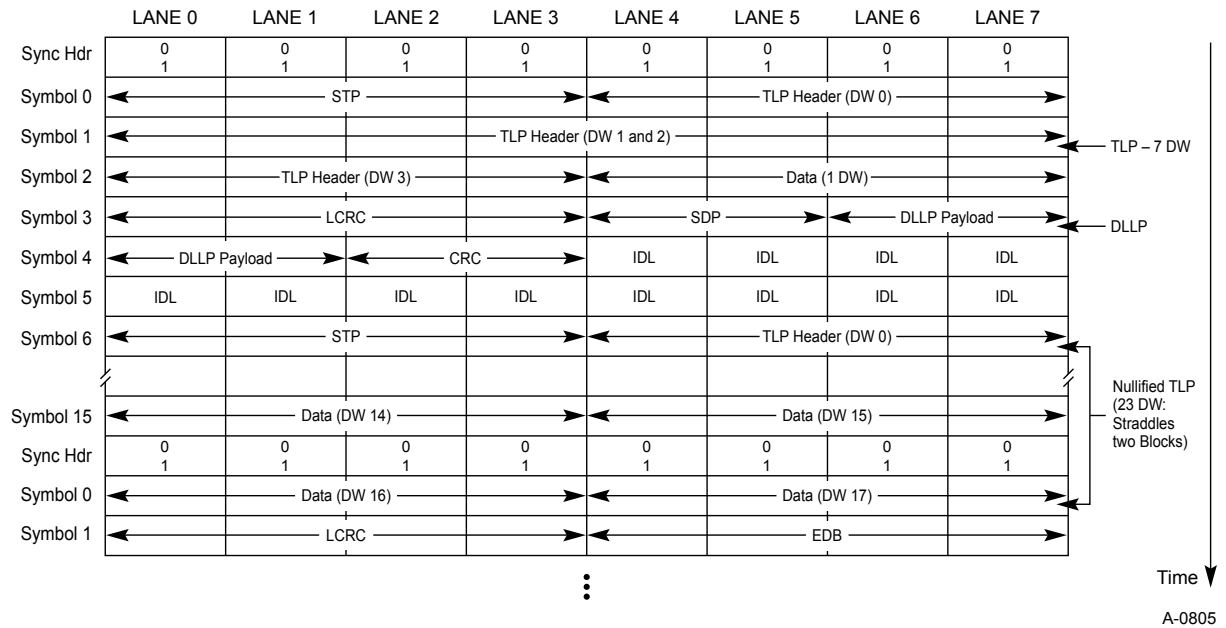 LANE 0 LANE 1 LANE 2 LANE 3 LANE 4 LANE 5 LANE 6 LANE 7
Sync Hdr 0 0 0 0 0 0 0 0
1 1 1 1 1 1 1 1
Symbol 0 STP TLP Header (DW 0)
Symbol 1 TLP Header (DW 1 and 2)
TLP – 7 DW
Symbol 2 TLP Header (DW 3) Data (1 DW)
Symbol 3 LCRC SDP DLLP Payload
DLLP
Symbol 4 DLLP Payload CRC IDL IDL IDL IDL
Symbol 5 IDL IDL IDL IDL IDL IDL IDL IDL
Symbol 6 STP TLP Header (DW 0)
Nullified TLP
(23 DW:
Straddles
two Blocks)
Symbol 15 Data (DW 14) Data (DW 15)
Sync Hdr 0 0 0 0 0 0 0 0
1 1 1 1 1 1 1 1
Symbol 0 Data (DW 16) Data (DW 17)
Symbol 1 LCRC EDB
Time
A-0805